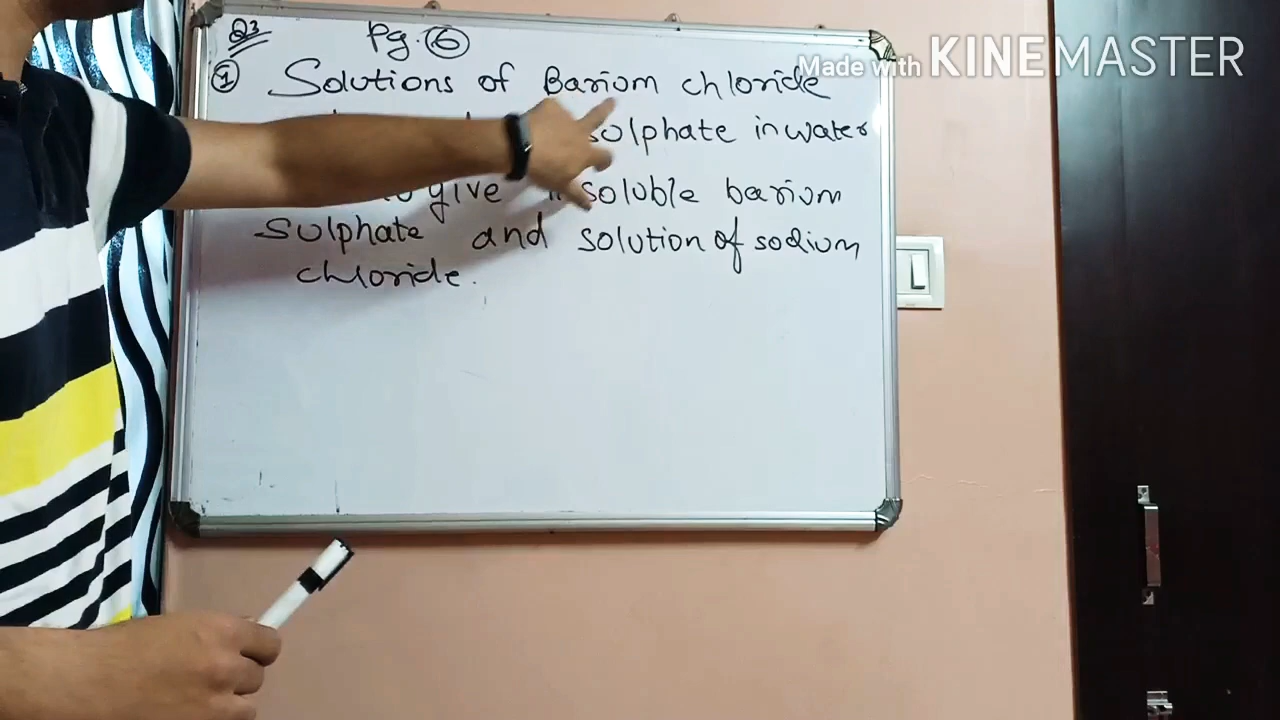 Q3 Pg. 6
Made with KINEMASTER
1 Solutions of Barium chloride
sulphate in water
give soluble barium
Sulphate and solution of sodium
chloride.